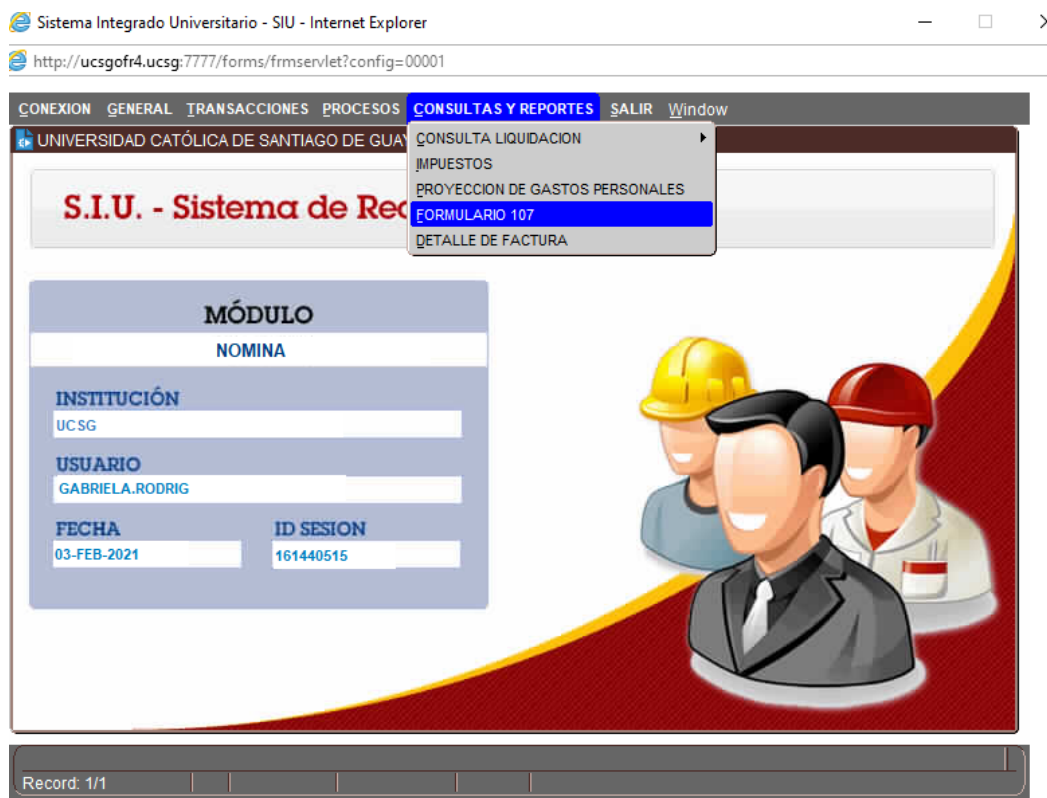 Sistema Integrado Universitario - SIU - Internet Explorer
http://ucsgofr4.ucsg:7777/forms/frmservlet?config=00001
CONEXION GENERAL TRANSACCIONES PROCESOS CONSULTAS Y REPORTES SALIR Window
UNIVERSIDAD CATÓLICA DE SANTIAGO DE GUAY
CONSULTA LIQUIDACION
IMPUESTOS
PROYECCION DE GASTOS PERSONALES
FORMULARIO 107
DETALLE DE FACTURA
S.I.U. - Sistema de Rec
MÓDULO
NOMINA
INSTITUCIÓN
UCSG
USUARIO
GABRIELA.RODRIG
FECHA ID SESION
03-FEB-2021 161440515
Record: 1/1